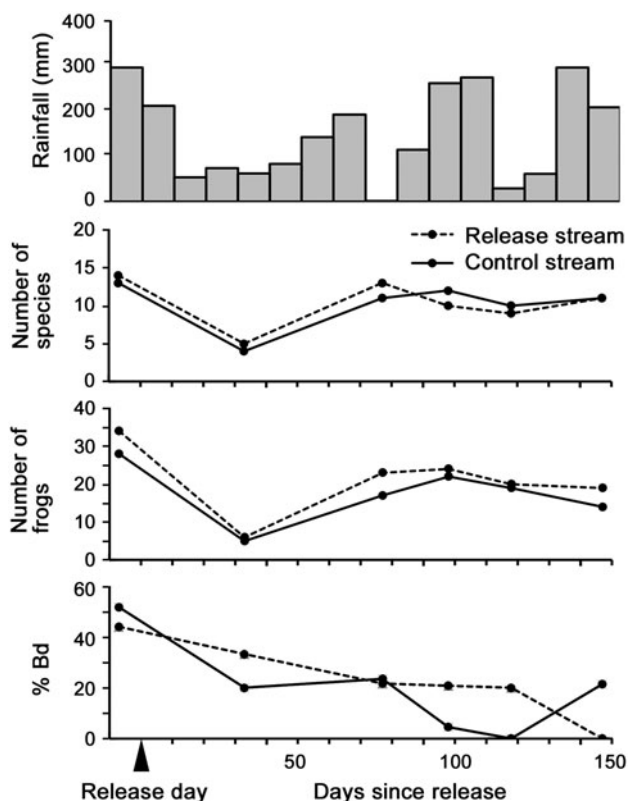 Rainfall (mm)
400
300
200
100
0
Number of
species
20
15
10
5
0
Release stream
Control stream
Number of
frogs
40
30
20
10
0
% Bd
60
40
20
0
50
100
150
Release day
Days since release